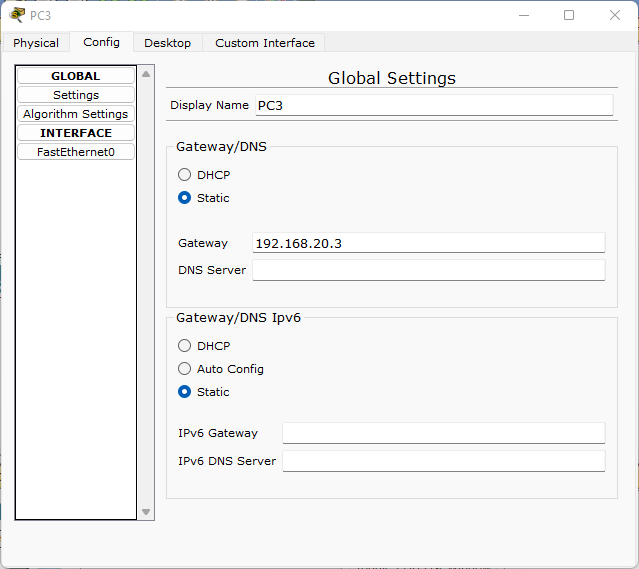 PC3
Physical Config Desktop Custom Interface
GLOBAL
Settings
Algorithm Settings
INTERFACE
FastEthernet0
Global Settings
Display Name PC3
Gateway/DNS
DHCP
Static
Gateway 192.168.20.3
DNS Server
Gateway/DNS Ipv6
DHCP
Auto Config
Static
IPv6 Gateway
IPv6 DNS Server